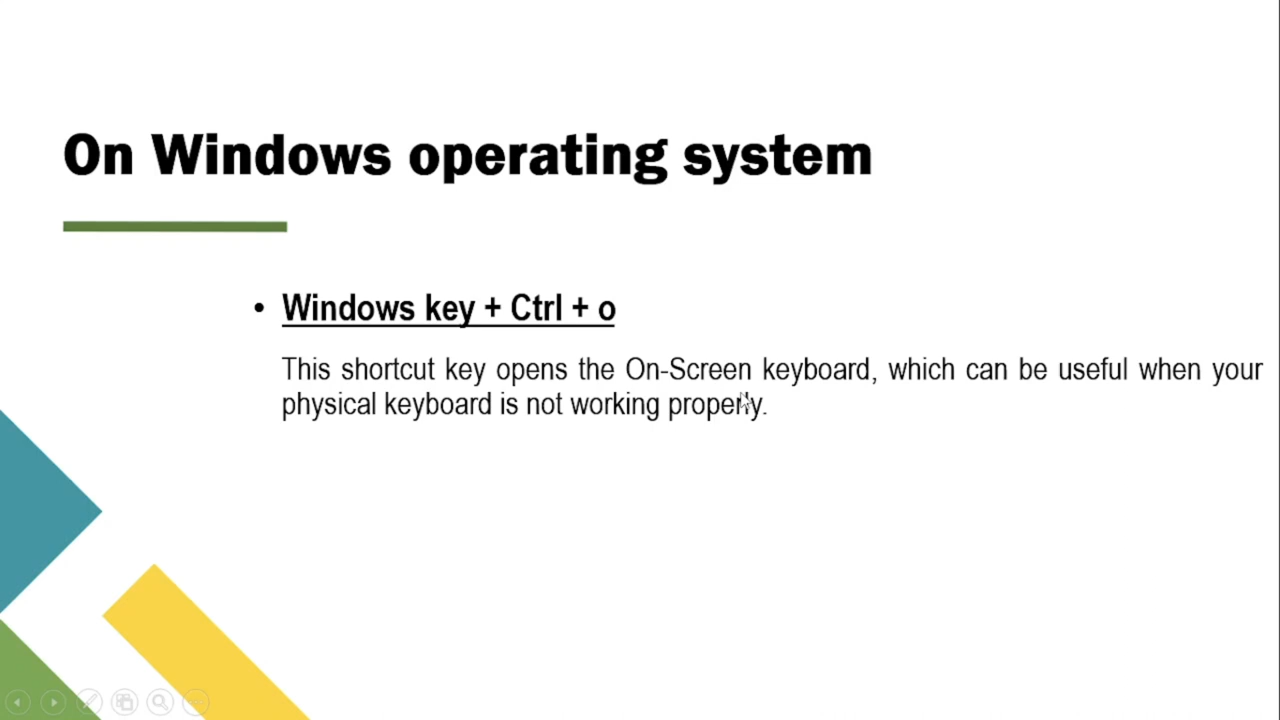 On Windows operating system
• Windows key + Ctrl + o
This shortcut key opens the On-Screen keyboard, which can be useful when your
physical keyboard is not working properly.